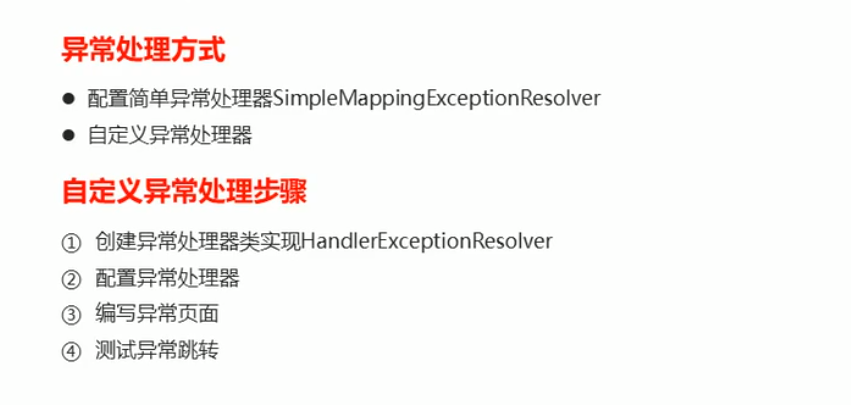 异常处理方式
● 配置简单异常处理器SimpleMappingExceptionResolver
● 自定义异常处理器
自定义异常处理步骤
① 创建异常处理器类实现HandlerExceptionResolver
② 配置异常处理器
③ 编写异常页面
④ 测试异常跳转